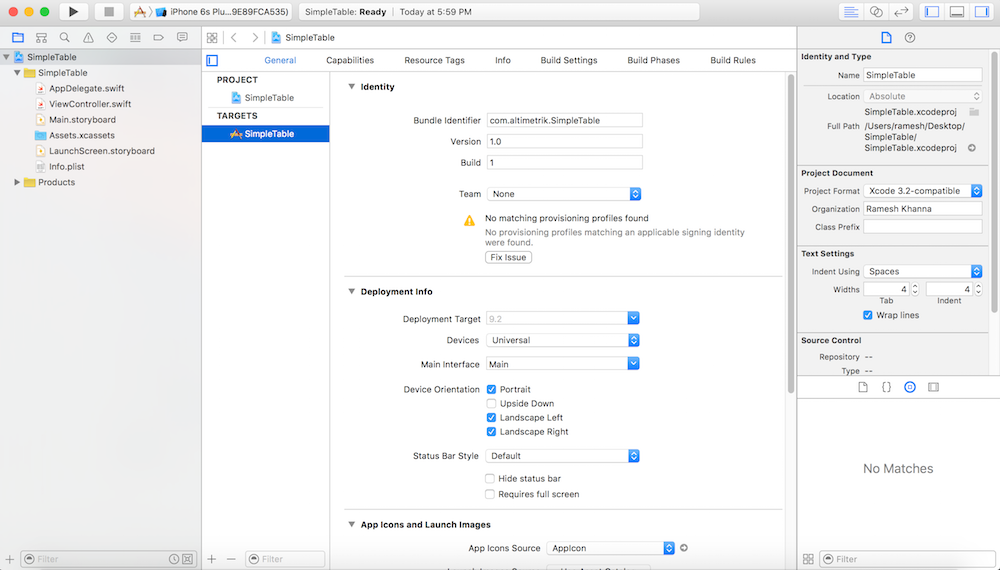 iPhone 6s Plu...9E89FCA535)
SimpleTable: Ready | Today at 5:59 PM
SimpleTable
SimpleTable
AppDelegate.swift
ViewController.swift
Main.storyboard
Assets.xcassets
LaunchScreen.storyboard
Info.plist
Products
Filter
SimpleTable
General Capabilities Resource Tags Info Build Settings Build Phases Build Rules
PROJECT
SimpleTable
TARGETS
SimpleTable
Filter
Identity
Bundle Identifier com.altimetrik.SimpleTable
Version 1.0
Build 1
Team None
No matching provisioning profiles found
No provisioning profiles matching an applicable signing identity
were found.
Fix Issue
Deployment Info
Deployment Target 9.2
Devices Universal
Main Interface Main
Device Orientation Portrait
Upside Down
Landscape Left
Landscape Right
Status Bar Style Default
Hide status bar
Requires full screen
App Icons and Launch Images
App Icons Source AppIcon
Identity and Type
Name SimpleTable
Location Absolute
SimpleTable.xcodeproj
Full Path /Users/ramesh/Desktop/
SimpleTable/
SimpleTable.xcodeproj
Project Document
Project Format Xcode 3.2-compatible
Organization Ramesh Khanna
Class Prefix
Text Settings
Indent Using Spaces
Widths 4 4
Tab Indent
Wrap lines
Source Control
Repository --
Type --
No Matches
Filter